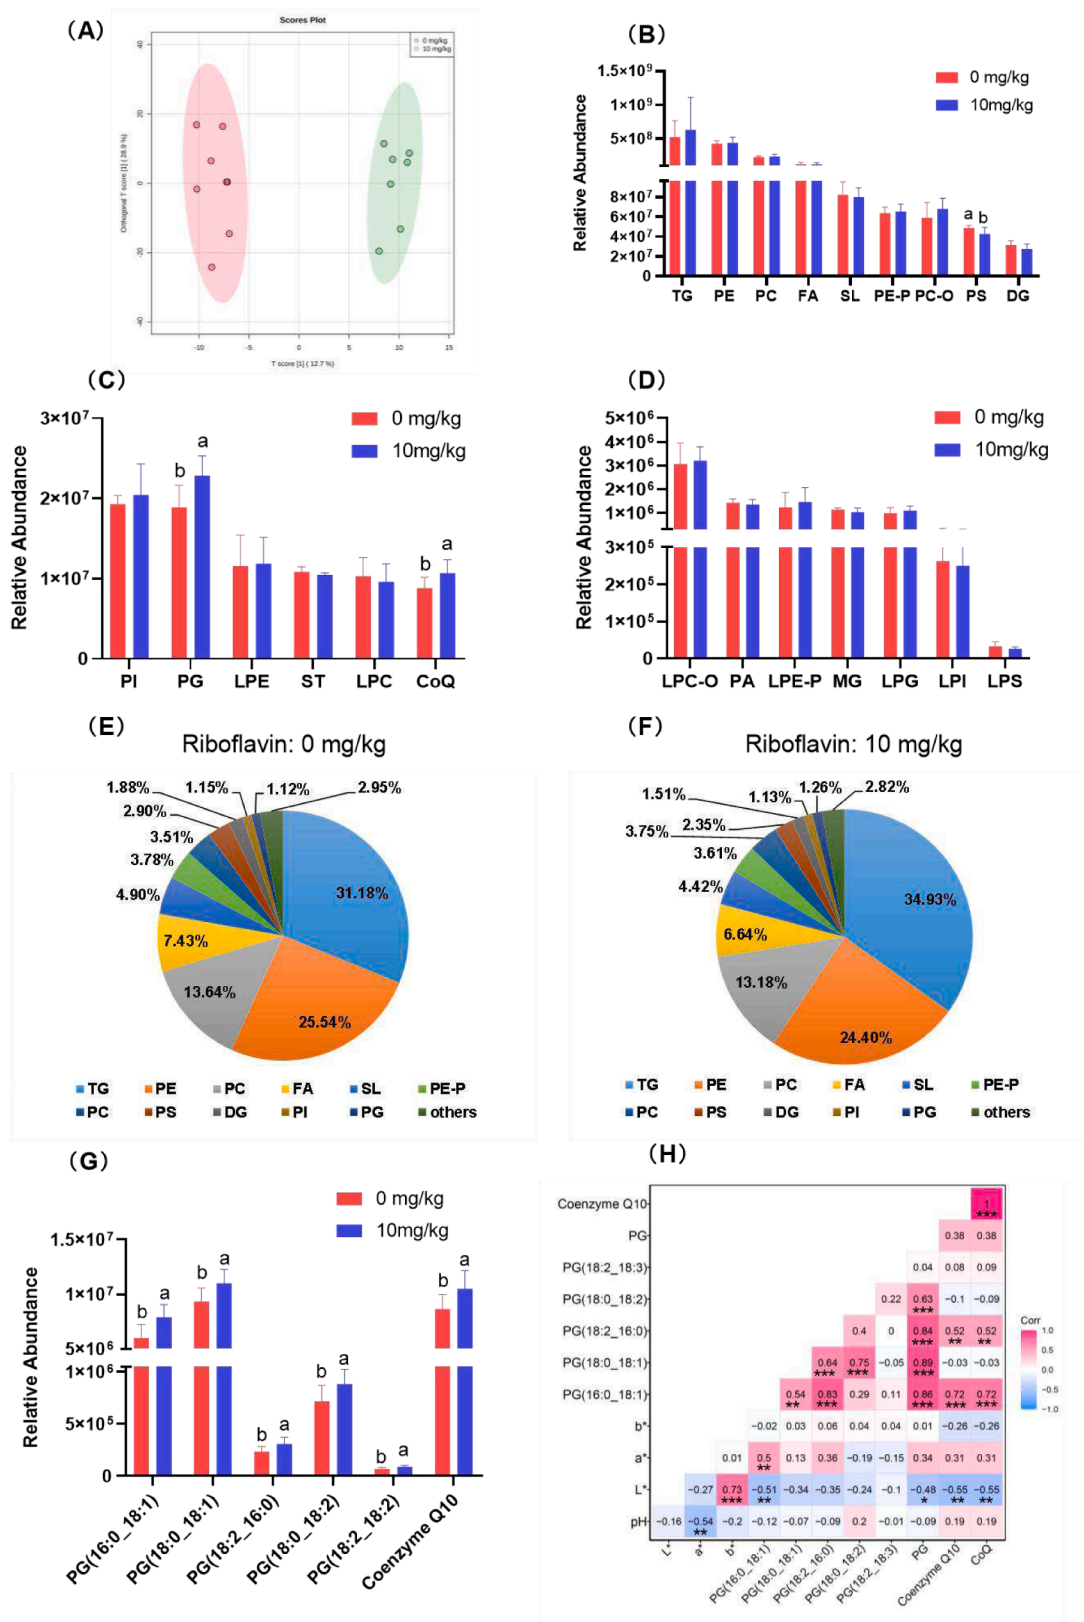 (A)
Scores Plot
0 mg/kg
10 mg/kg
Orthogonal T score [1] ( 28.9 %)
40
20
0
-20
-40
-10
-5
0
5
10
15
T score [1] ( 12.7 %)
(B)
Relative Abundance
0 mg/kg
10mg/kg
1.5×10⁹
1×10⁹
5×10⁸
8×10⁷
6×10⁷
4×10⁷
2×10⁷
0
a b
TG PE PC FA SL PE-P PC-O PS DG
(C)
Relative Abundance
0 mg/kg
10mg/kg
3×10⁷
2×10⁷
1×10⁷
0
b a
b a
PI PG LPE ST LPC CoQ
(D)
Relative Abundance
0 mg/kg
10mg/kg
5×10⁶
4×10⁶
3×10⁶
2×10⁶
1×10⁶
3×10⁵
2×10⁵
1×10⁵
0
LPC-O PA LPE-P MG LPG LPI LPS
(E)
Riboflavin: 0 mg/kg
1.88% 1.15% 1.12% 2.95%
2.90%
3.51%
3.78%
4.90%
7.43%
13.64%
25.54%
31.18%
TG PE PC FA SL PE-P
PC PS DG PI PG others
(F)
Riboflavin: 10 mg/kg
1.51% 1.13% 1.26% 2.82%
3.75% 2.35%
3.61%
4.42%
6.64%
13.18%
24.40%
34.93%
TG PE PC FA SL PE-P
PC PS DG PI PG others
(G)
Relative Abundance
0 mg/kg
10mg/kg
1.5×10⁷
1×10⁷
5×10⁶
1×10⁶
5×10⁵
0
b a b a b a b a b a b a
PG(16:0_18:1)
PG(18:0_18:1)
PG(18:2_16:0)
PG(18:0_18:2)
PG(18:2_18:2)
Coenzyme Q10
(H)
Coenzyme Q10 1 ***
PG 0.38 0.38
PG(18:2_18:3) 0.04 0.08 0.09
PG(18:0_18:2) 0.22 0.63 *** −0.1 −0.09
PG(18:2_16:0) 0.4 0 0.84 *** 0.52 ** 0.52 **
PG(18:0_18:1) 0.64 *** 0.75 *** −0.05 0.89 *** −0.03 −0.03
PG(16:0_18:1) 0.54 ** 0.83 *** 0.29 0.11 0.86 *** 0.72 *** 0.72 ***
b* −0.02 0.03 0.06 0.04 0.04 0.01 −0.26 −0.26
a* 0.01 0.5 ** 0.13 0.36 −0.19 −0.15 0.34 0.31 0.31
L* −0.27 0.73 *** −0.51 ** −0.34 −0.35 −0.24 −0.1 −0.48 * −0.55 ** −0.55 **
pH −0.16 −0.54 ** −0.2 −0.12 −0.07 −0.09 0.2 −0.01 −0.09 0.19 0.19
L*
a*
b*
PG(16:0_18:1)
PG(18:0_18:1)
PG(18:2_16:0)
PG(18:0_18:2)
PG(18:2_18:3)
PG
Coenzyme Q10
CoQ
Corr
1.0
0.5
0.0
−0.5
−1.0